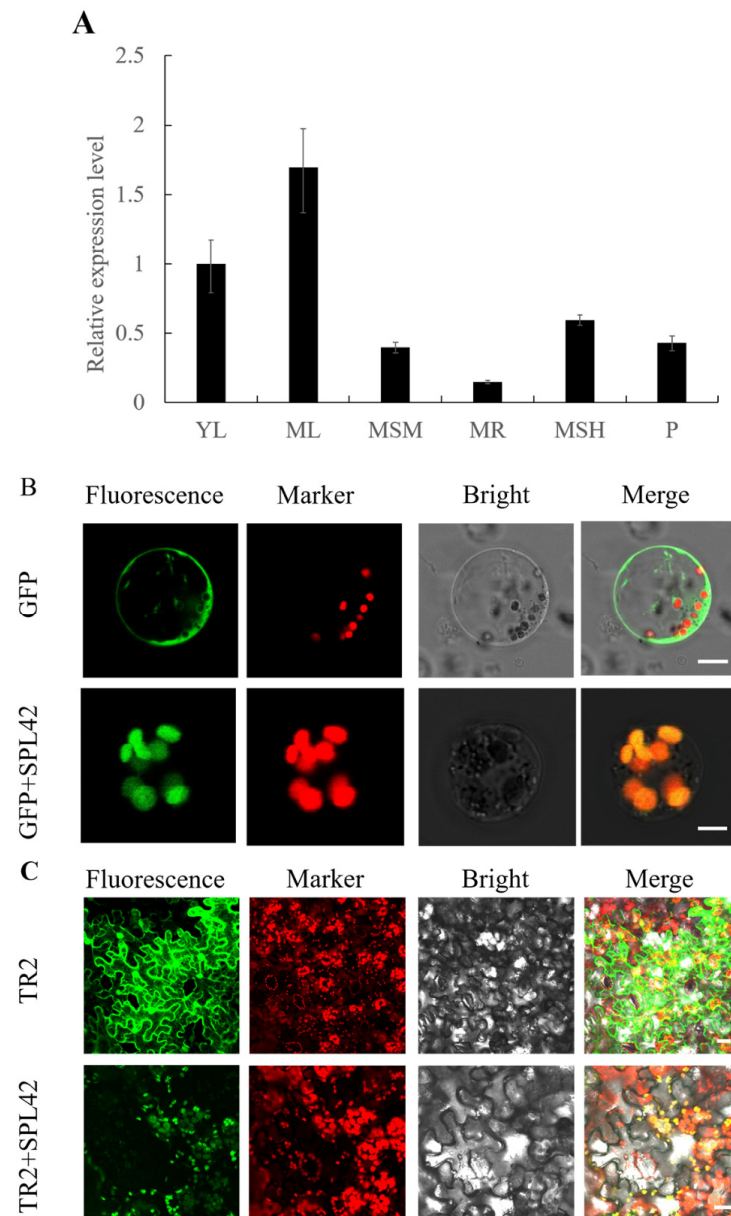 A
2.5
2
1.5
1
0.5
0
Relative expression level
YL ML MSM MR MSH P
B
Fluorescence Marker Bright Merge
GFP
GFP+SPL42
C
Fluorescence Marker Bright Merge
TR2
TR2+SPL42